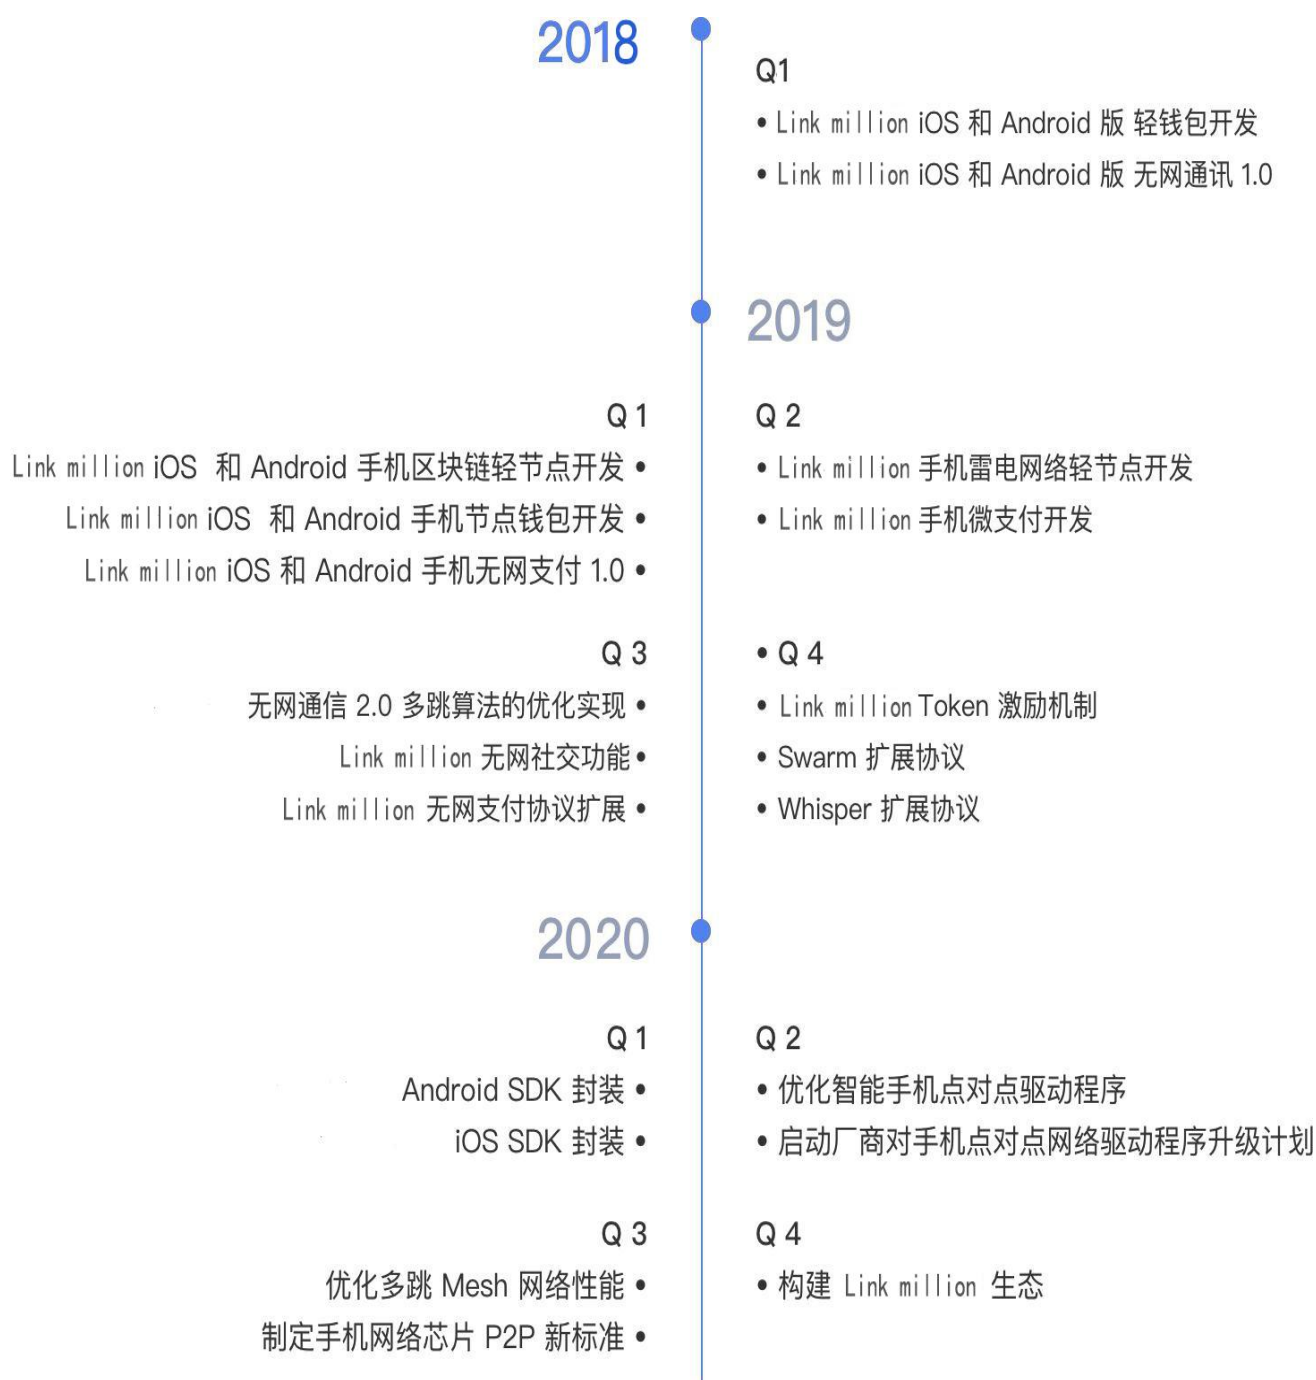 2018
Q1
• Link million iOS 和 Android 版 轻钱包开发
• Link million iOS 和 Android 版 无网通讯 1.0
2019
Q 1
Link million iOS 和 Android 手机区块链轻节点开发 •
Link million iOS 和 Android 手机节点钱包开发 •
Link million iOS 和 Android 手机无网支付 1.0 •
Q 2
• Link million 手机雷电网络轻节点开发
• Link million 手机微支付开发
Q 3
无网通信 2.0 多跳算法的优化实现 •
Link million 无网社交功能 •
Link million 无网支付协议扩展 •
• Q 4
• Link million Token 激励机制
• Swarm 扩展协议
• Whisper 扩展协议
2020
Q 1
Android SDK 封装 •
iOS SDK 封装 •
Q 2
• 优化智能手机点对点驱动程序
• 启动厂商对手机点对点网络驱动程序升级计划
Q 3
优化多跳 Mesh 网络性能 •
制定手机网络芯片 P2P 新标准 •
Q 4
• 构建 Link million 生态